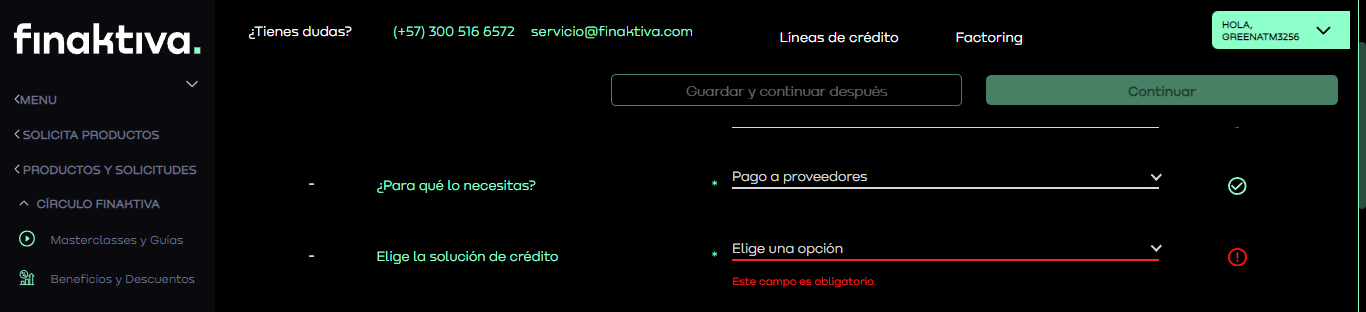 finaktiva.
¿Tienes dudas? (+57) 300 516 6572 servicio@finaktiva.com Líneas de crédito Factoring
HOLA,
GREENATM3256
MENU
SOLICITA PRODUCTOS
PRODUCTOS Y SOLICITUDES
CÍRCULO FINAKTIVA
Masterclasses y Guías
Beneficios y Descuentos
Guardar y continuar después
Continuar
- ¿Para qué lo necesitas? * Pago a proveedores
- Elige la solución de crédito * Elige una opción
Este campo es obligatorio.